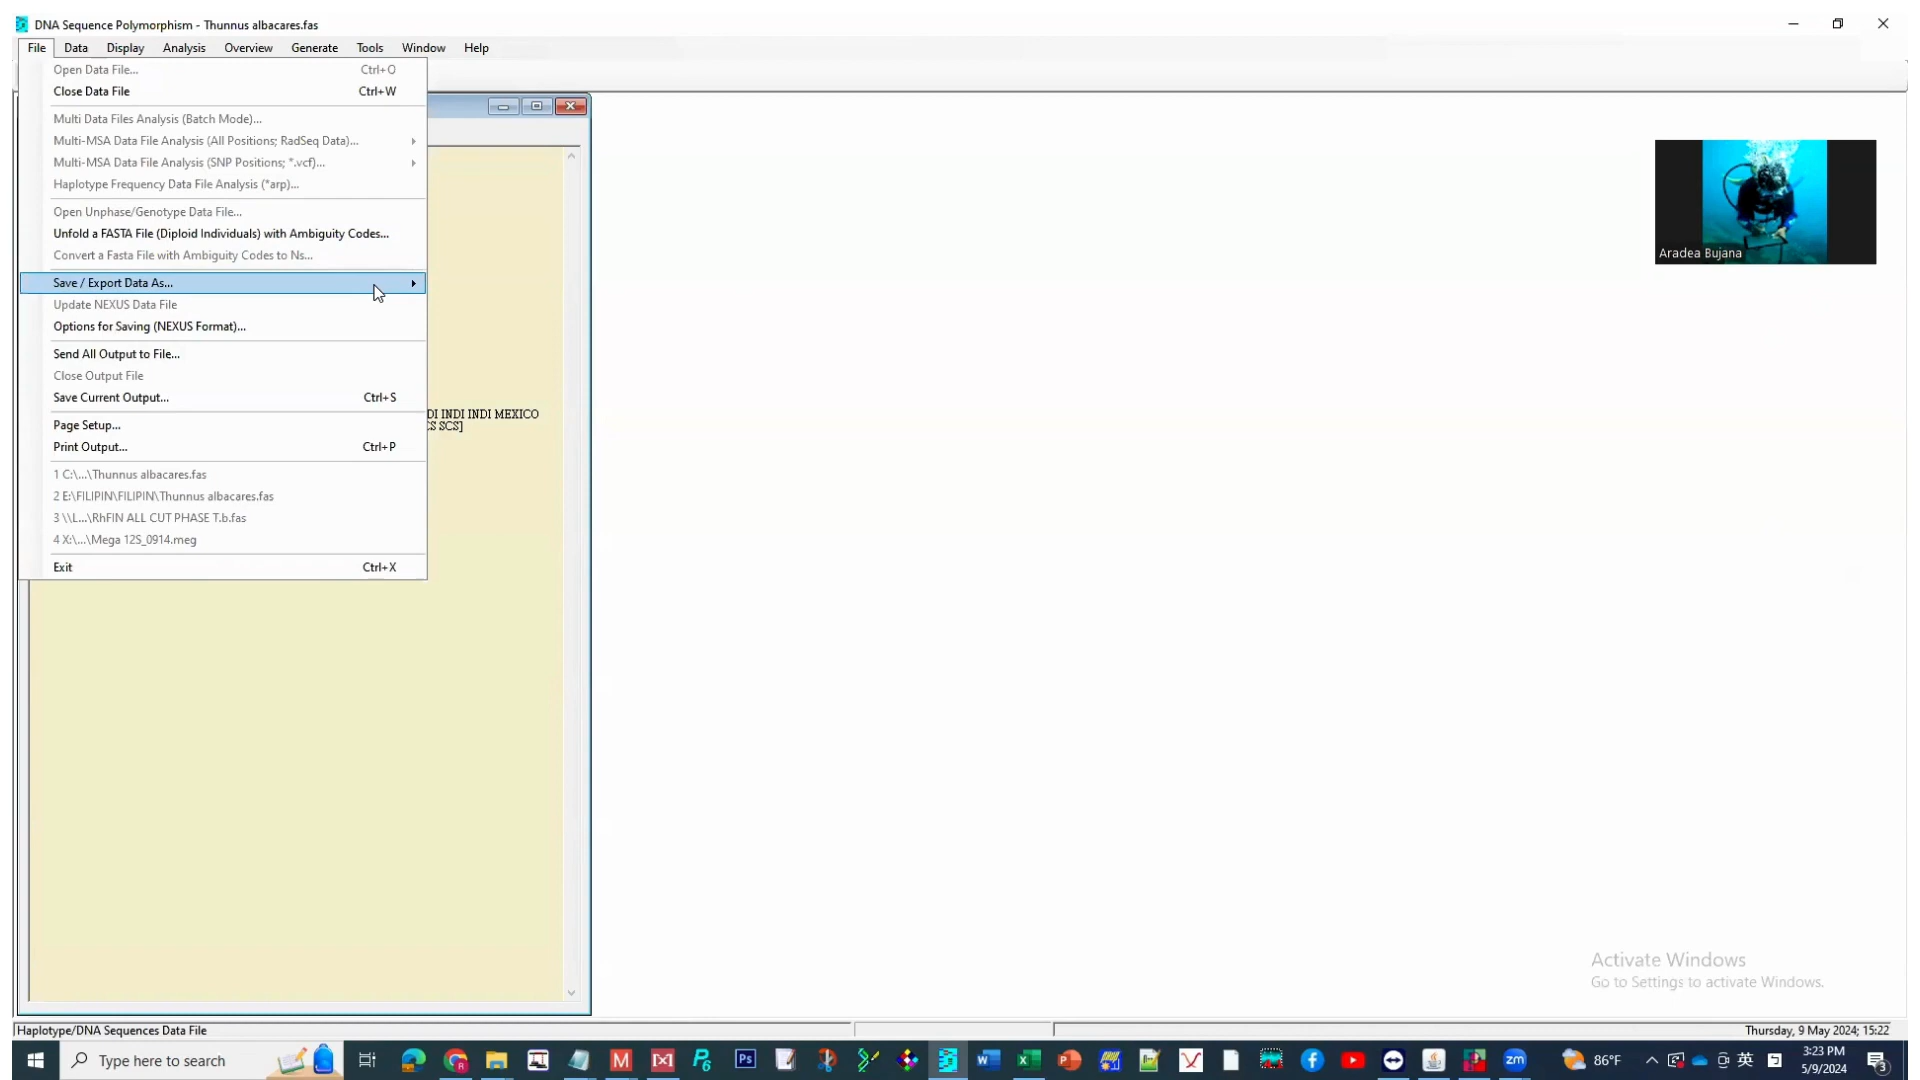 DNA Sequence Polymorphism - Thunnus albacares.fas
File Data Display Analysis Overview Generate Tools Window Help
Open Data File... Ctrl+O
Close Data File Ctrl+W
Multi Data Files Analysis (Batch Mode)...
Multi-MSA Data File Analysis (All Positions; RadSeq Data)...
Multi-MSA Data File Analysis (SNP Positions; *.vcf)...
Haplotype Frequency Data File Analysis (*arp)...
Open Unphase/Genotype Data File...
Unfold a FASTA File (Diploid Individuals) with Ambiguity Codes...
Convert a Fasta File with Ambiguity Codes to Ns...
Save / Export Data As...
Update NEXUS Data File
Options for Saving (NEXUS Format)...
Send All Output to File...
Close Output File
Save Current Output... Ctrl+S
Page Setup...
Print Output... Ctrl+P
1 C:\...\Thunnus albacares.fas
2 E:\FILIPIN\FILIPIN\Thunnus albacares.fas
3 \\L...\RhFIN ALL CUT PHASE T.b.fas
4 X:\...\Mega 12S_0914.meg
Exit Ctrl+X
INDI INDI MEXICO
SCS]
Aradea Bujana
Activate Windows
Go to Settings to activate Windows.
Haplotype/DNA Sequences Data File
Thursday, 9 May 2024; 15:22
Type here to search
86°F
英
3:23 PM
5/9/2024
3